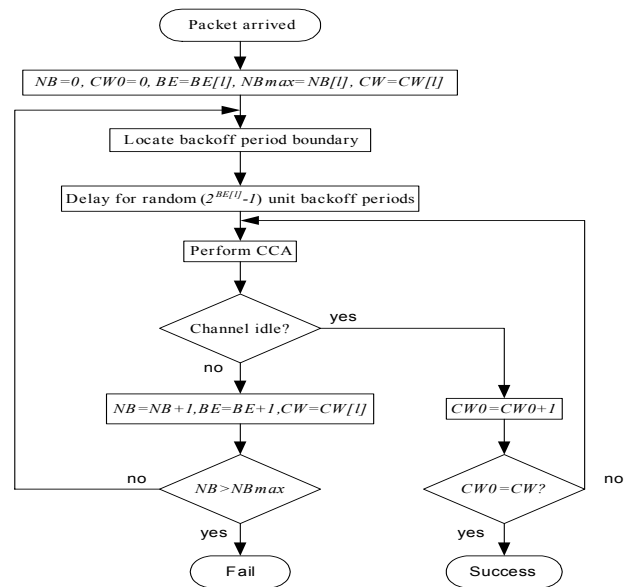 Packet arrived
NB=0, CW0=0, BE=BE[l], NBmax=NB[l], CW=CW[l]
Locate backoff period boundary
Delay for random (2^{BE[l]}-1) unit backoff periods
Perform CCA
Channel idle?
yes
no
NB=NB+1,BE=BE+1,CW=CW[l]
CW0=CW0+1
no
NB>NBmax
CW0=CW?
no
yes
yes
Fail
Success